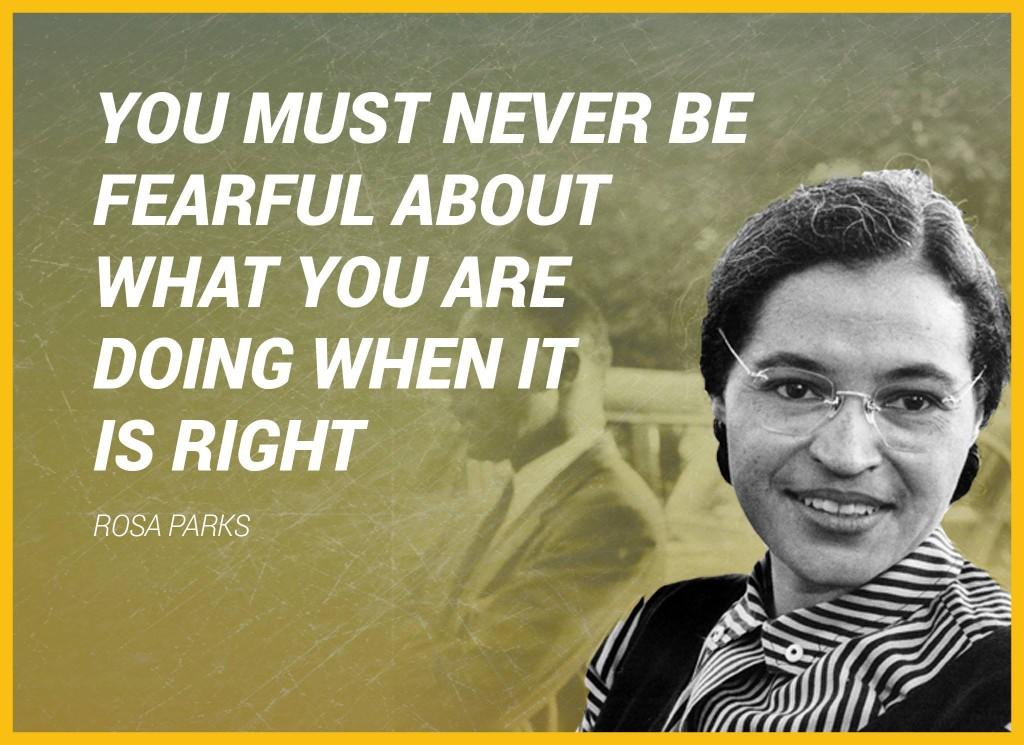 YOU MUST NEVER BE
FEARFUL ABOUT
WHAT YOU ARE
DOING WHEN IT
IS RIGHT
ROSA PARKS